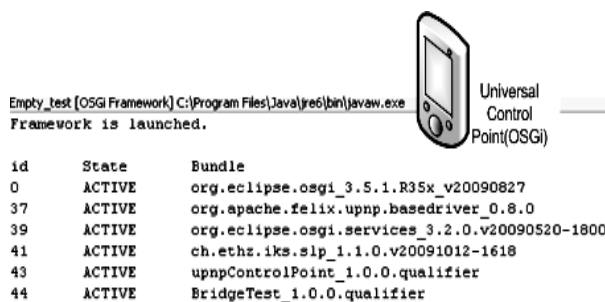 Empty_test [OSGi Framework] C:\Program Files\Java\jre6\bin\javaw.exe
Universal
Control
Point(OSGi)
Framework is launched.
id State Bundle
0 ACTIVE org.eclipse.osgi_3.5.1.R35x_v20090827
37 ACTIVE org.apache.felix.upnp.basedriver_0.8.0
39 ACTIVE org.eclipse.osgi.services_3.2.0.v20090520-1800
41 ACTIVE ch.ethz.iks.slp_1.1.0.v20091012-1618
43 ACTIVE upnpControlPoint_1.0.0.qualifier
44 ACTIVE BridgeTest_1.0.0.qualifier